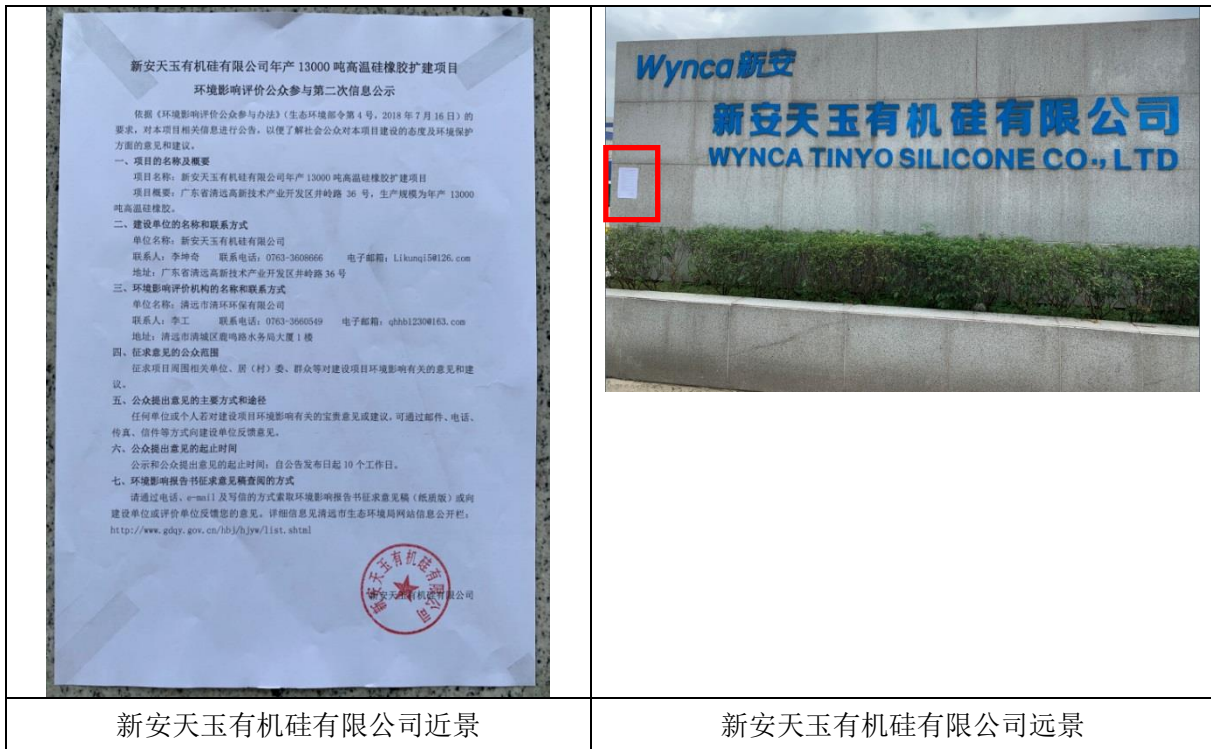 新安天玉有机硅有限公司年产 13000 吨高温硅橡胶扩建项目
环境影响评价公众参与第二次信息公示
依据《环境影响评价公众参与办法》（生态环境部令第 4 号，2018 年 7 月 16 日）的
要求，对本项目相关信息进行公告，以便了解社会公众对本项目建设的态度及环境保护
方面的意见和建议。
一、项目的名称及概要
项目名称：新安天玉有机硅有限公司年产 13000 吨高温硅橡胶扩建项目
项目概要：广东省清远高新技术产业开发区井岭路 36 号，生产规模为年产 13000
吨高温硅橡胶。
二、建设单位的名称和联系方式
单位名称：新安天玉有机硅有限公司
联系人：李坤奇 联系电话：0763-3608666 电子邮箱：Likunqi5@126.com
地址：广东省清远高新技术产业开发区井岭路 36 号
三、环境影响评价机构的名称和联系方式
单位名称：清远市清环环保有限公司
联系人：李工 联系电话：0763-3660549 电子邮箱：qhhb1230@163.com
地址：清远市清城区鹿鸣路水务局大厦 1 楼
四、征求意见的公众范围
征求项目周围相关单位、居（村）委、群众等对建设项目环境影响有关的意见和建
议。
五、公众提出意见的主要方式和途径
任何单位或个人若对建设项目环境影响有关的宝贵意见或建议，可通过邮件、电话、
传真、信件等方式向建设单位反馈意见。
六、公众提出意见的起止时间
公示和公众提出意见的起止时间：自公告发布日起 10 个工作日。
七、环境影响报告书征求意见稿查阅的方式
请通过电话、e-mail 及写信的方式索取环境影响报告书征求意见稿（纸质版）或向
建设单位或评价单位反馈您的意见。详细信息见清远市生态环境局网站信息公开栏：
http://www.gdqy.gov.cn/hbj/hjyw/list.shtml
新安天玉有机硅有限公司
新安天玉有机硅有限公司
Wynca新安
新安天玉有机硅有限公司
WYNCA TINYO SILICONE CO., LTD
新安天玉有机硅有限公司近景
新安天玉有机硅有限公司远景